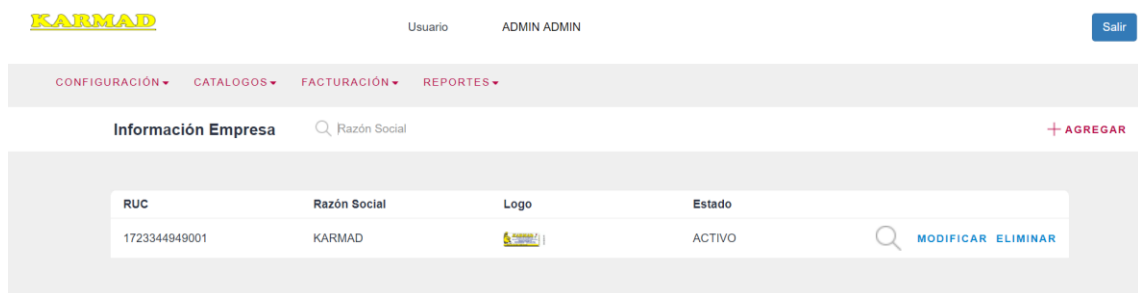 KARMAD
Usuario ADMIN ADMIN Salir
CONFIGURACIÓN CATALOGOS FACTURACIÓN REPORTES
Información Empresa Razón Social AGREGAR
RUC Razón Social Logo Estado
1723344949001 KARMAD ACTIVO MODIFICAR ELIMINAR